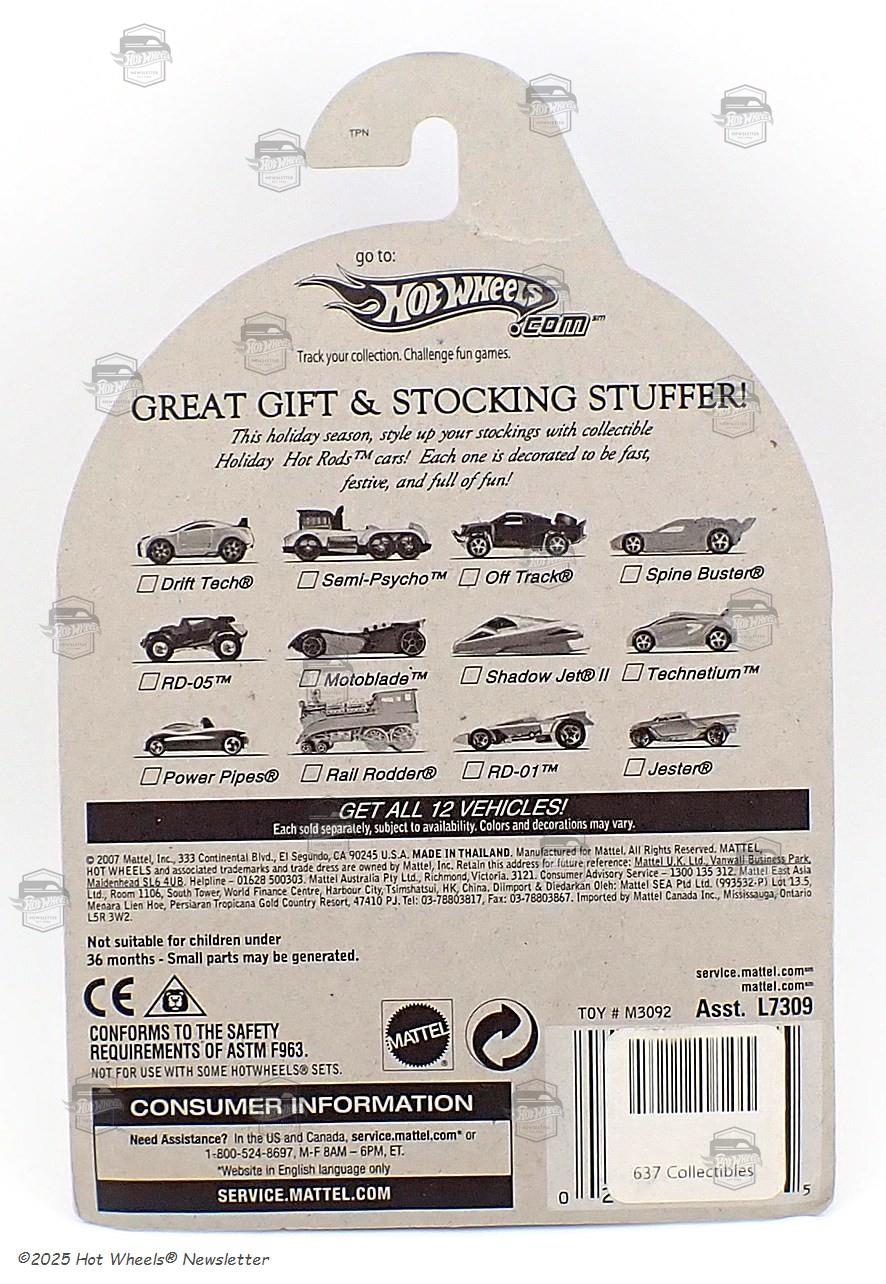 TPN
go to:
Hot Wheels
.com℠
Track your collection. Challenge fun games.
GREAT GIFT & STOCKING STUFFER!
This holiday season, style up your stockings with collectible
Holiday Hot Rods™ cars! Each one is decorated to be fast,
festive, and full of fun!
Drift Tech® Semi-Psycho™ Off Track® Spine Buster®
RD-05™ Motoblade™ Shadow Jet® II Technetium™
Power Pipes® Rail Rodder® RD-01™ Jester®
GET ALL 12 VEHICLES!
Each sold separately, subject to availability. Colors and decorations may vary.
© 2007 Mattel, Inc., 333 Continental Blvd., El Segundo, CA 90245 U.S.A. MADE IN THAILAND. Manufactured for Mattel. All Rights Reserved. MATTEL,
HOT WHEELS and associated trademarks and trade dress are owned by Mattel, Inc. Retain this address for future reference: Mattel U.K. Ltd., Vanwall Business Park,
Maidenhead SL6 4UB. Helpline – 01628 500303. Mattel Australia Pty Ltd., Richmond, Victoria. 3121. Consumer Advisory Service – 1300 135 312. Mattel East Asia
Ltd., Room 1106, South Tower, World Finance Centre, Harbour City, Tsimshatsui, HK, China. Diimport & Diedarkan Oleh: Mattel SEA Ptd Ltd. (993532-P) Lot 13.5,
Menara Lien Hoe, Persiaran Tropicana Gold Country Resort, 47410 PJ. Tel: 03-78803817, Fax: 03-78803867. Imported by Mattel Canada Inc., Mississauga, Ontario
L5R 3W2.
Not suitable for children under
36 months - Small parts may be generated.
service.mattel.com℠
mattel.com℠
TOY # M3092 Asst. L7309
CE
CONFORMS TO THE SAFETY
REQUIREMENTS OF ASTM F963.
NOT FOR USE WITH SOME HOTWHEELS® SETS.
MATTEL®
CONSUMER INFORMATION
Need Assistance? In the US and Canada, service.mattel.com* or
1-800-524-8697, M-F 8AM – 6PM, ET.
*Website in English language only
SERVICE.MATTEL.COM
637 Collectibles
0 2 5
©2025 Hot Wheels® Newsletter